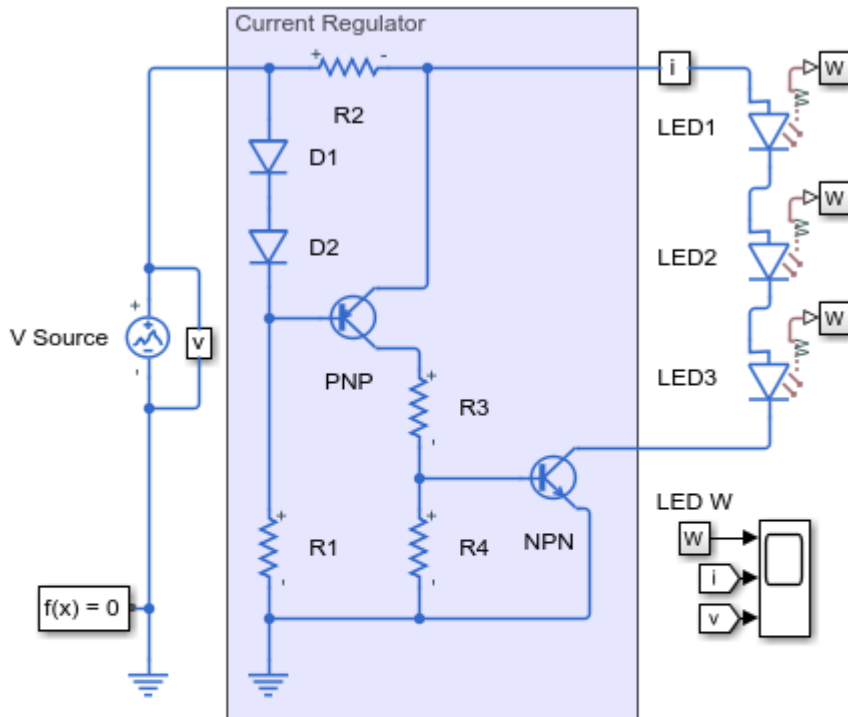 Current Regulator
+ -
i
W
R2
LED1
W
D1
D2
W
LED2
+
V Source
v
-
W
PNP
LED3
+
R3
-
W
+
+
R1
R4
NPN
-
-
LED W
W
i
v
f(x) = 0